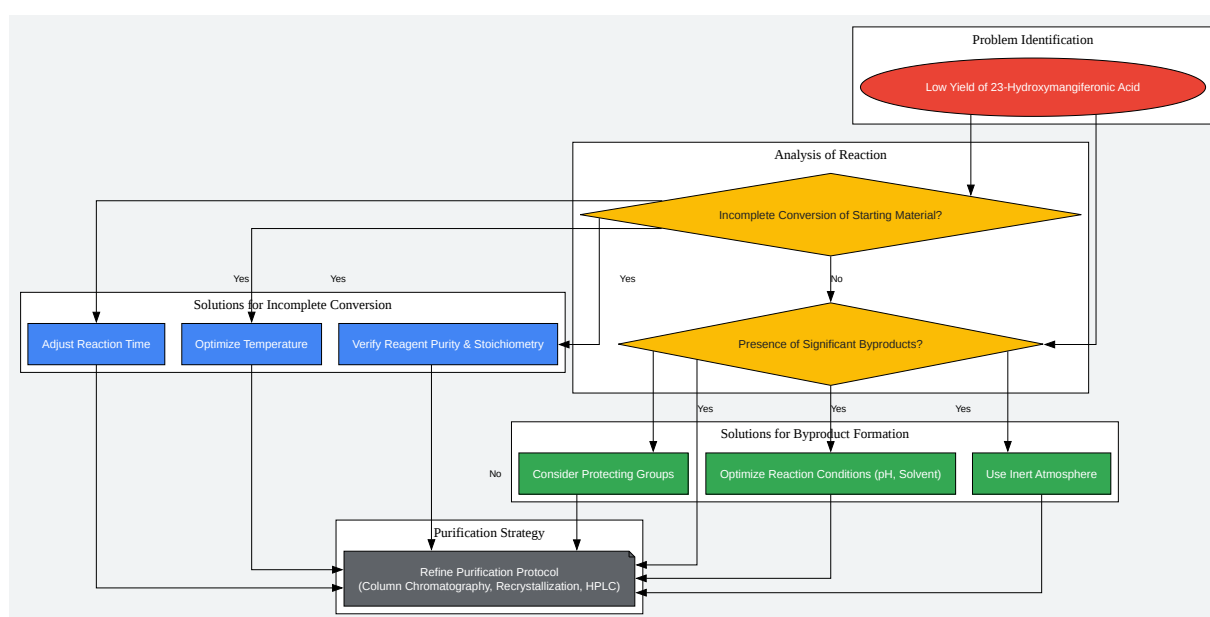 Problem Identification
Low Yield of 23-Hydroxymangiferonic Acid
Analysis of Reaction
Incomplete Conversion of Starting Material?
Yes
Yes
Yes
No
Solutions for Incomplete Conversion
Adjust Reaction Time
Optimize Temperature
Verify Reagent Purity & Stoichiometry
Presence of Significant Byproducts?
Yes
Yes
Yes
Solutions for Byproduct Formation
No
Consider Protecting Groups
Optimize Reaction Conditions (pH, Solvent)
Use Inert Atmosphere
Purification Strategy
Refine Purification Protocol
(Column Chromatography, Recrystallization, HPLC)